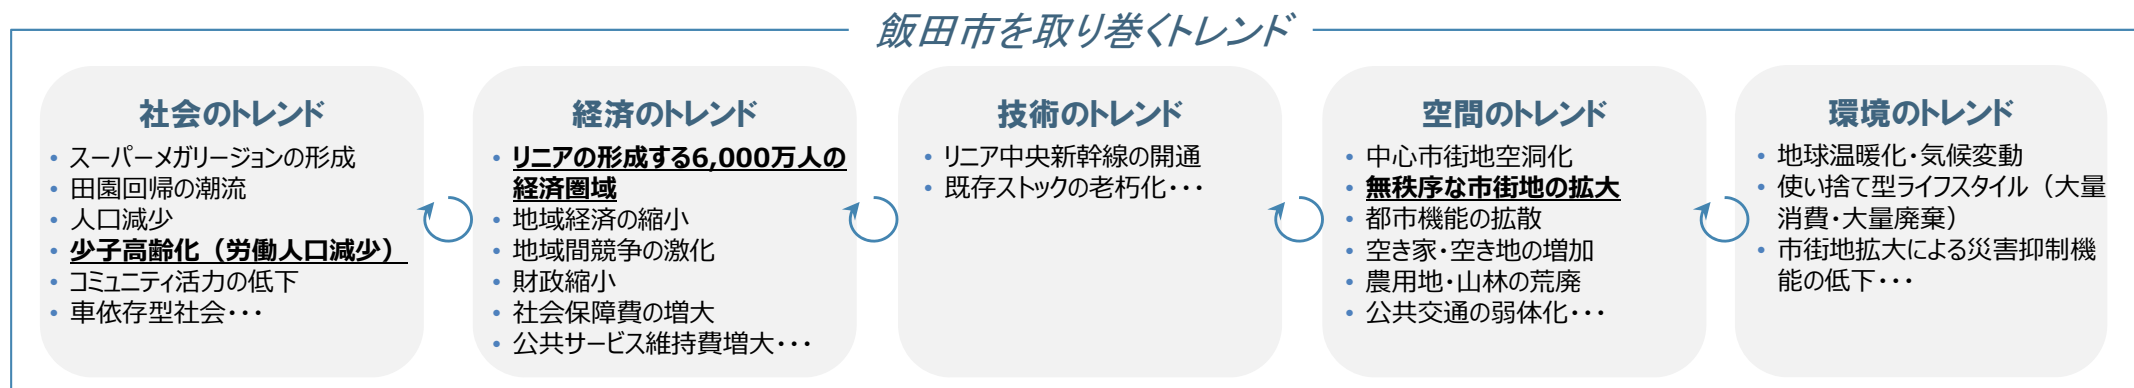 飯田市を取り巻くトレンド
社会のトレンド
• スーパーメガリージョンの形成
• 田園回帰の潮流
• 人口減少
• 少子高齢化（労働人口減少）
• コミュニティ活力の低下
• 車依存型社会・・・
経済のトレンド
• リニアの形成する6,000万人の
経済圏域
• 地域経済の縮小
• 地域間競争の激化
• 財政縮小
• 社会保障費の増大
• 公共サービス維持費増大・・・
技術のトレンド
• リニア中央新幹線の開通
• 既存ストックの老朽化・・・
空間のトレンド
• 中心市街地空洞化
• 無秩序な市街地の拡大
• 都市機能の拡散
• 空き家・空き地の増加
• 農用地・山林の荒廃
• 公共交通の弱体化・・・
環境のトレンド
• 地球温暖化・気候変動
• 使い捨て型ライフスタイル（大量
消費・大量廃棄）
• 市街地拡大による災害抑制機
能の低下・・・